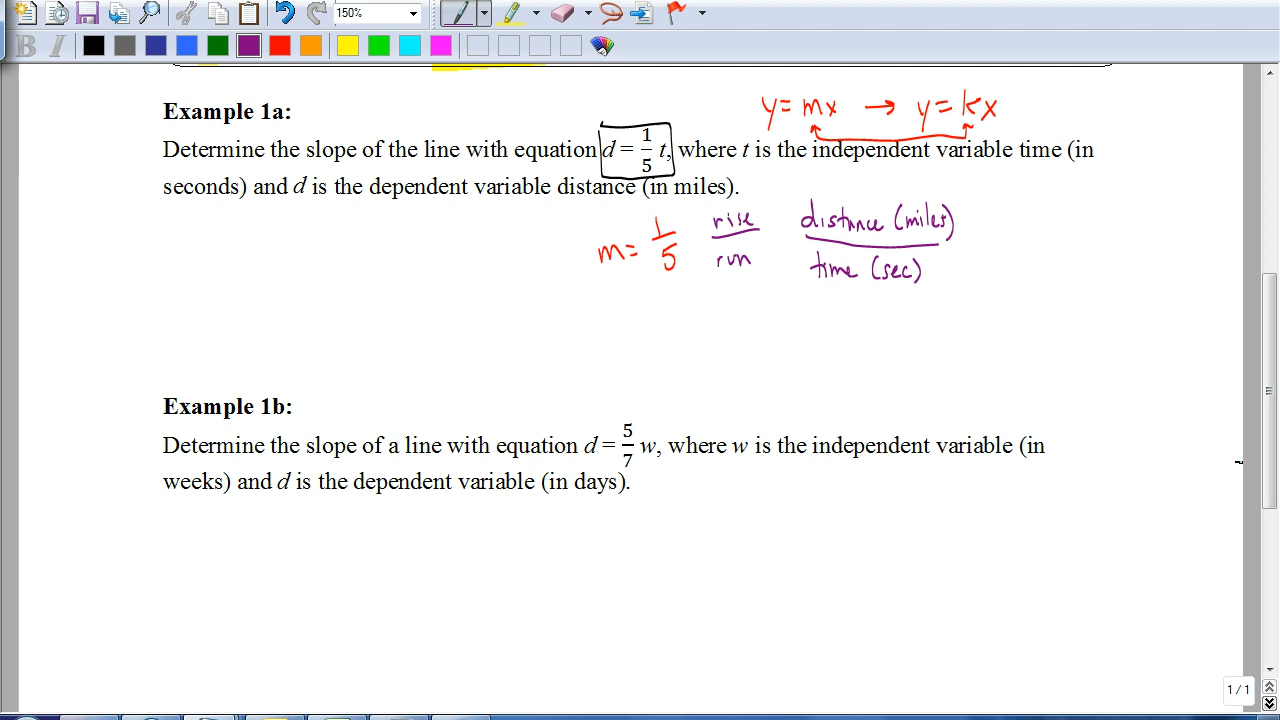 150%
B I
Example 1a:
y = mx → y = kx
Determine the slope of the line with equation d = 1/5 t, where t is the independent variable time (in
seconds) and d is the dependent variable distance (in miles).
m = 1/5 rise/run distance (miles)/time (sec)
Example 1b:
Determine the slope of a line with equation d = 5/7 w, where w is the independent variable (in
weeks) and d is the dependent variable (in days).
1 / 1